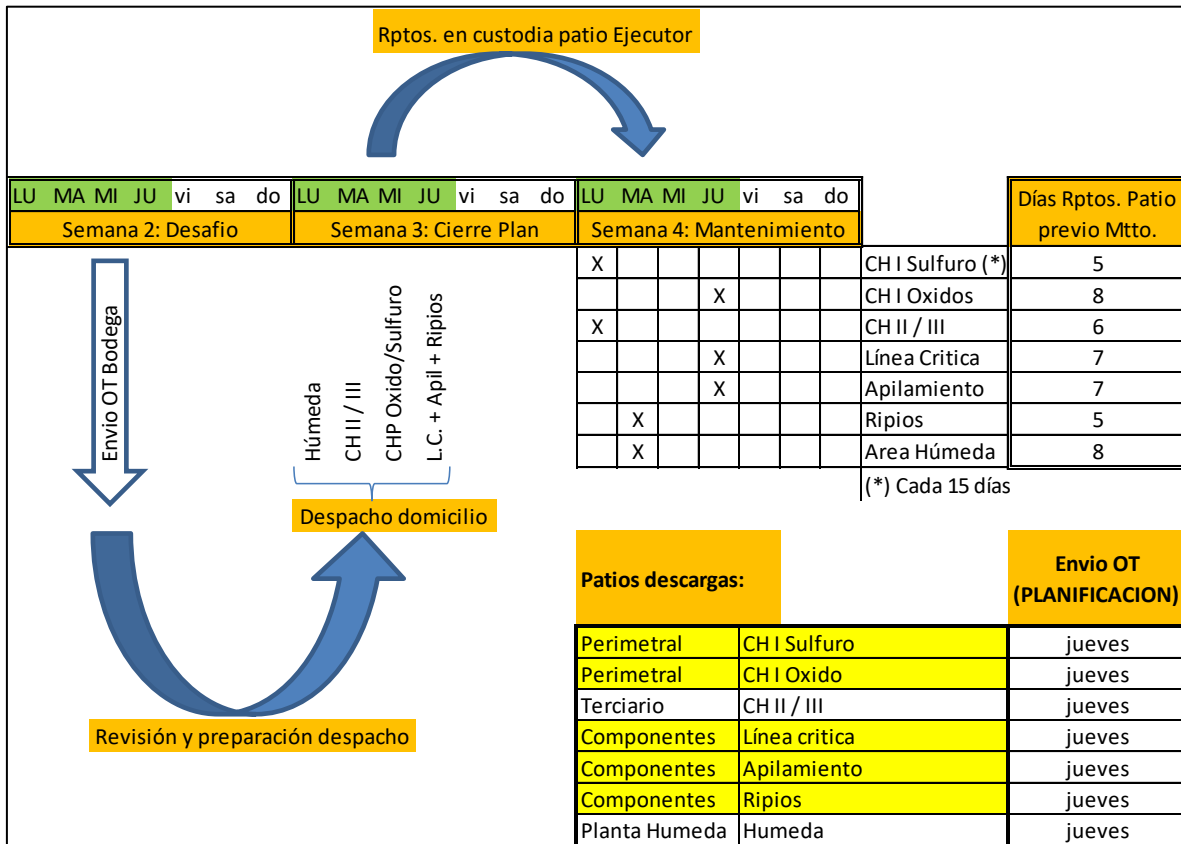 Rptos. en custodia patio Ejecutor
LU MA MI JU vi sa do LU MA MI JU vi sa do LU MA MI JU vi sa do
Semana 2: Desafio Semana 3: Cierre Plan Semana 4: Mantenimiento
Días Rptos. Patio
previo Mtto.
X CH I Sulfuro (*) 5
X CH I Oxidos 8
X CH II / III 6
X Línea Critica 7
X Apilamiento 7
X Ripios 5
X Area Húmeda 8
(*) Cada 15 días
Envio OT Bodega
Húmeda
CH II / III
CHP Oxido/Sulfuro
L.C. + Apil + Ripios
Despacho domicilio
Revisión y preparación despacho
Patios descargas:
Envio OT
(PLANIFICACION)
Perimetral CH I Sulfuro jueves
Perimetral CH I Oxido jueves
Terciario CH II / III jueves
Componentes Línea critica jueves
Componentes Apilamiento jueves
Componentes Ripios jueves
Planta Humeda Humeda jueves